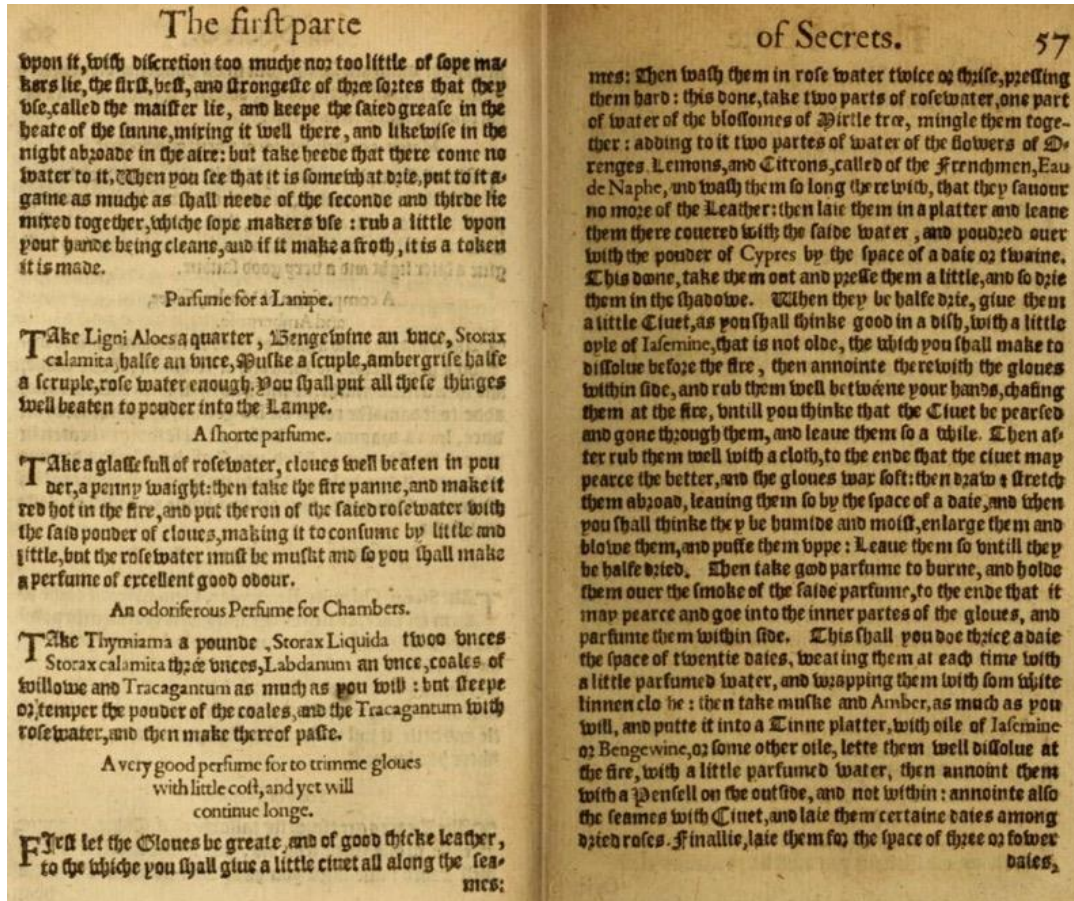 The first parte
vpon it,with discretion too muche nor too little of sope ma-
kers lie,the first,best,and strongeste of three sortes that they
vse,called the maister lie, and keepe the saied grease in the
heate of the sunne,mixing it well there, and likewise in the
night abroade in the aire: but take heede that there come no
water to it. When you see that it is somewhat drie,put to it a-
gaine as muche as shall neede of the seconde and thirde lie
mixed together,whiche sope makers vse : rub a little vpon
your hande being cleane,and if it make a froth, it is a token
it is made.
Parfume for a Lampe.
TAke Ligni Aloes a quarter, Bengewine an vnce, Storax
calamita halfe an vnce, Muske a scuple,ambergrise halfe
a scruple,rose water enough. you shall put all these thinges
well beaten to pouder into the Lampe.
A shorte parfume.
TAke a glasse full of rosewater, cloues well beaten in pou
der,a penny waight:then take the fire panne,and make it
red hot in the fire,and put theron of the saied rosewater with
the said pouder of cloues,making it to consume by little and
little,but the rosewater must be muskt and so you shall make
a perfume of excellent good odour.
An odoriferous Perfume for Chambers.
TAke Thymiama a pounde , Storax Liquida twoo vnces
Storax calamita three vnces,Labdanum an vnce,coales of
willowe and Tracagantum as much as you will : but steepe
or temper the pouder of the coales,and the Tracagantum with
rosewater,and then make thereof paste.
A very good perfume for to trimme gloues
with little cost,and yet will
continue longe.
FIrst let the Gloues be greate, and of good thicke leather,
to the whiche you shall giue a little ciuet all along the sea-
mes:
of Secrets. 57
mes: Then wash them in rose water twice or thrise,pressing
them hard : this done,take two parts of rosewater,one part
of water of the blossomes of Mirtle tree, mingle them toge-
ther : adding to it two partes of water of the flowers of O-
renges. Lemons,and Citrons,called of the Frenchmen,Eau
de Naphe, and wash them so long therewith, that they sauour
no more of the Leather:then laie them in a platter and leaue
them there couered with the saide water , and poudred ouer
with the pouder of Cypres by the space of a daie or twaine.
This doone, take them out and presse them a little, and so drie
them in the shadowe. When they be halfe drie, giue them
a little Ciuet,as you shall thinke good in a dish,with a little
oyle of Iasemine,that is not olde, the which you shall make to
dissolue before the fire , then annointe therewith the gloues
within side, and rub them well betweene your hands,chafing
them at the fire, vntill you thinke that the Ciuet be pearsed
and gone through them, and leaue them so a while. Then af-
ter rub them well with a cloth,to the ende that the ciuet may
pearce the better,and the gloues wax soft:then draw & stretch
them abroad, leauing them so by the space of a daie,and when
you shall thinke they be humide and moist,enlarge them and
blowe them,and puffe them vppe : Leaue them so vntill they
be halfe dried. Then take good parfume to burne, and holde
them ouer the smoke of the saide parfume,to the ende that it
may pearce and goe into the inner partes of the gloues, and
parfume them within side. This shall you doe thrice a daie
the space of twentie daies, weating them at each time with
a little parfumed water, and wrapping them with som white
linnen clo he : then take muske and Amber,as much as you
will, and putte it into a Tinne platter,with oile of Iasemine
or Bengewine,or some other oile, lette them well dissolue at
the fire, with a little parfumed water, then annoint them
with a Pensell on the outside, and not within : annointe also
the seames with Ciuet,and laie them certaine daies among
dried roses. Finallie,laie them for the space of three or fower
daies,